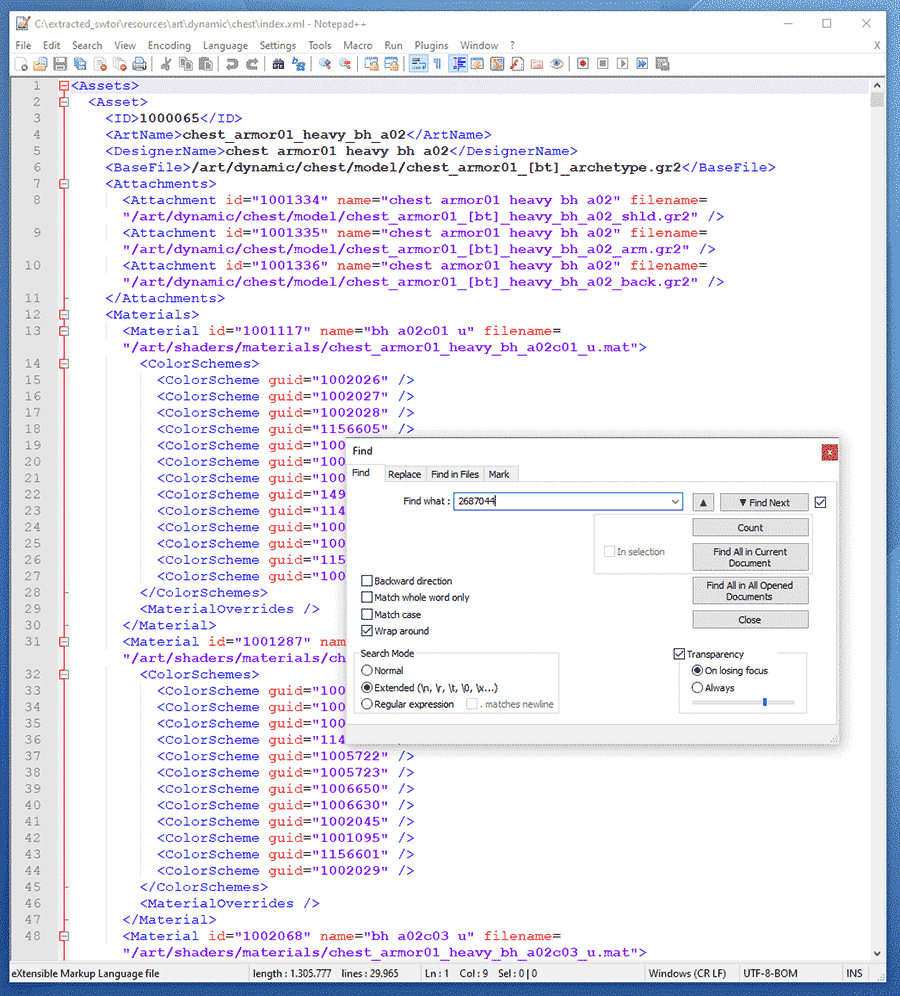 C:\extracted_swtor\resources\art\dynamic\chest\index.xml - Notepad++
File Edit Search View Encoding Language Settings Tools Macro Run Plugins Window ? X
1 <Assets>
2 <Asset>
3 <ID>1000065</ID>
4 <ArtName>chest_armor01_heavy_bh_a02</ArtName>
5 <DesignerName>chest armor01 heavy bh a02</DesignerName>
6 <BaseFile>/art/dynamic/chest/model/chest_armor01_[bt]_archetype.gr2</BaseFile>
7 <Attachments>
8 <Attachment id="1001334" name="chest armor01 heavy bh a02" filename=
"/art/dynamic/chest/model/chest_armor01_[bt]_heavy_bh_a02_shld.gr2" />
9 <Attachment id="1001335" name="chest armor01 heavy bh a02" filename=
"/art/dynamic/chest/model/chest_armor01_[bt]_heavy_bh_a02_arm.gr2" />
10 <Attachment id="1001336" name="chest armor01 heavy bh a02" filename=
"/art/dynamic/chest/model/chest_armor01_[bt]_heavy_bh_a02_back.gr2" />
11 </Attachments>
12 <Materials>
13 <Material id="1001117" name="bh a02c01 u" filename=
"/art/shaders/materials/chest_armor01_heavy_bh_a02c01_u.mat">
14 <ColorSchemes>
15 <ColorScheme guid="1002026" />
16 <ColorScheme guid="1002027" />
17 <ColorScheme guid="1002028" />
18 <ColorScheme guid="1156605" />
19 <ColorScheme guid="100
20 <ColorScheme guid="100
21 <ColorScheme guid="100
22 <ColorScheme guid="149
23 <ColorScheme guid="114
24 <ColorScheme guid="100
25 <ColorScheme guid="100
26 <ColorScheme guid="115
27 <ColorScheme guid="100
28 </ColorSchemes>
29 <MaterialOverrides />
30 </Material>
31 <Material id="1001287" nam
"/art/shaders/materials/ch
32 <ColorSchemes>
33 <ColorScheme guid="100
34 <ColorScheme guid="100
35 <ColorScheme guid="100
36 <ColorScheme guid="114
37 <ColorScheme guid="1005722" />
38 <ColorScheme guid="1005723" />
39 <ColorScheme guid="1006650" />
40 <ColorScheme guid="1006630" />
41 <ColorScheme guid="1002045" />
42 <ColorScheme guid="1001095" />
43 <ColorScheme guid="1156601" />
44 <ColorScheme guid="1002029" />
45 </ColorSchemes>
46 <MaterialOverrides />
47 </Material>
48 <Material id="1002068" name="bh a02c03 u" filename=
"/art/shaders/materials/chest_armor01_heavy_bh_a02c03_u.mat">
Find
Find Replace Find in Files Mark
Find what : 2687044
▲ ▼ Find Next
Count
In selection
Find All in Current
Document
Find All in All Opened
Documents
Close
Backward direction
Match whole word only
Match case
Wrap around
Search Mode
Normal
Extended (\n, \r, \t, \0, \x...)
Regular expression . matches newline
Transparency
On losing focus
Always
eXtensible Markup Language file length : 1.305.777 lines : 29.965 Ln : 1 Col : 9 Sel : 0 | 0 Windows (CR LF) UTF-8-BOM INS